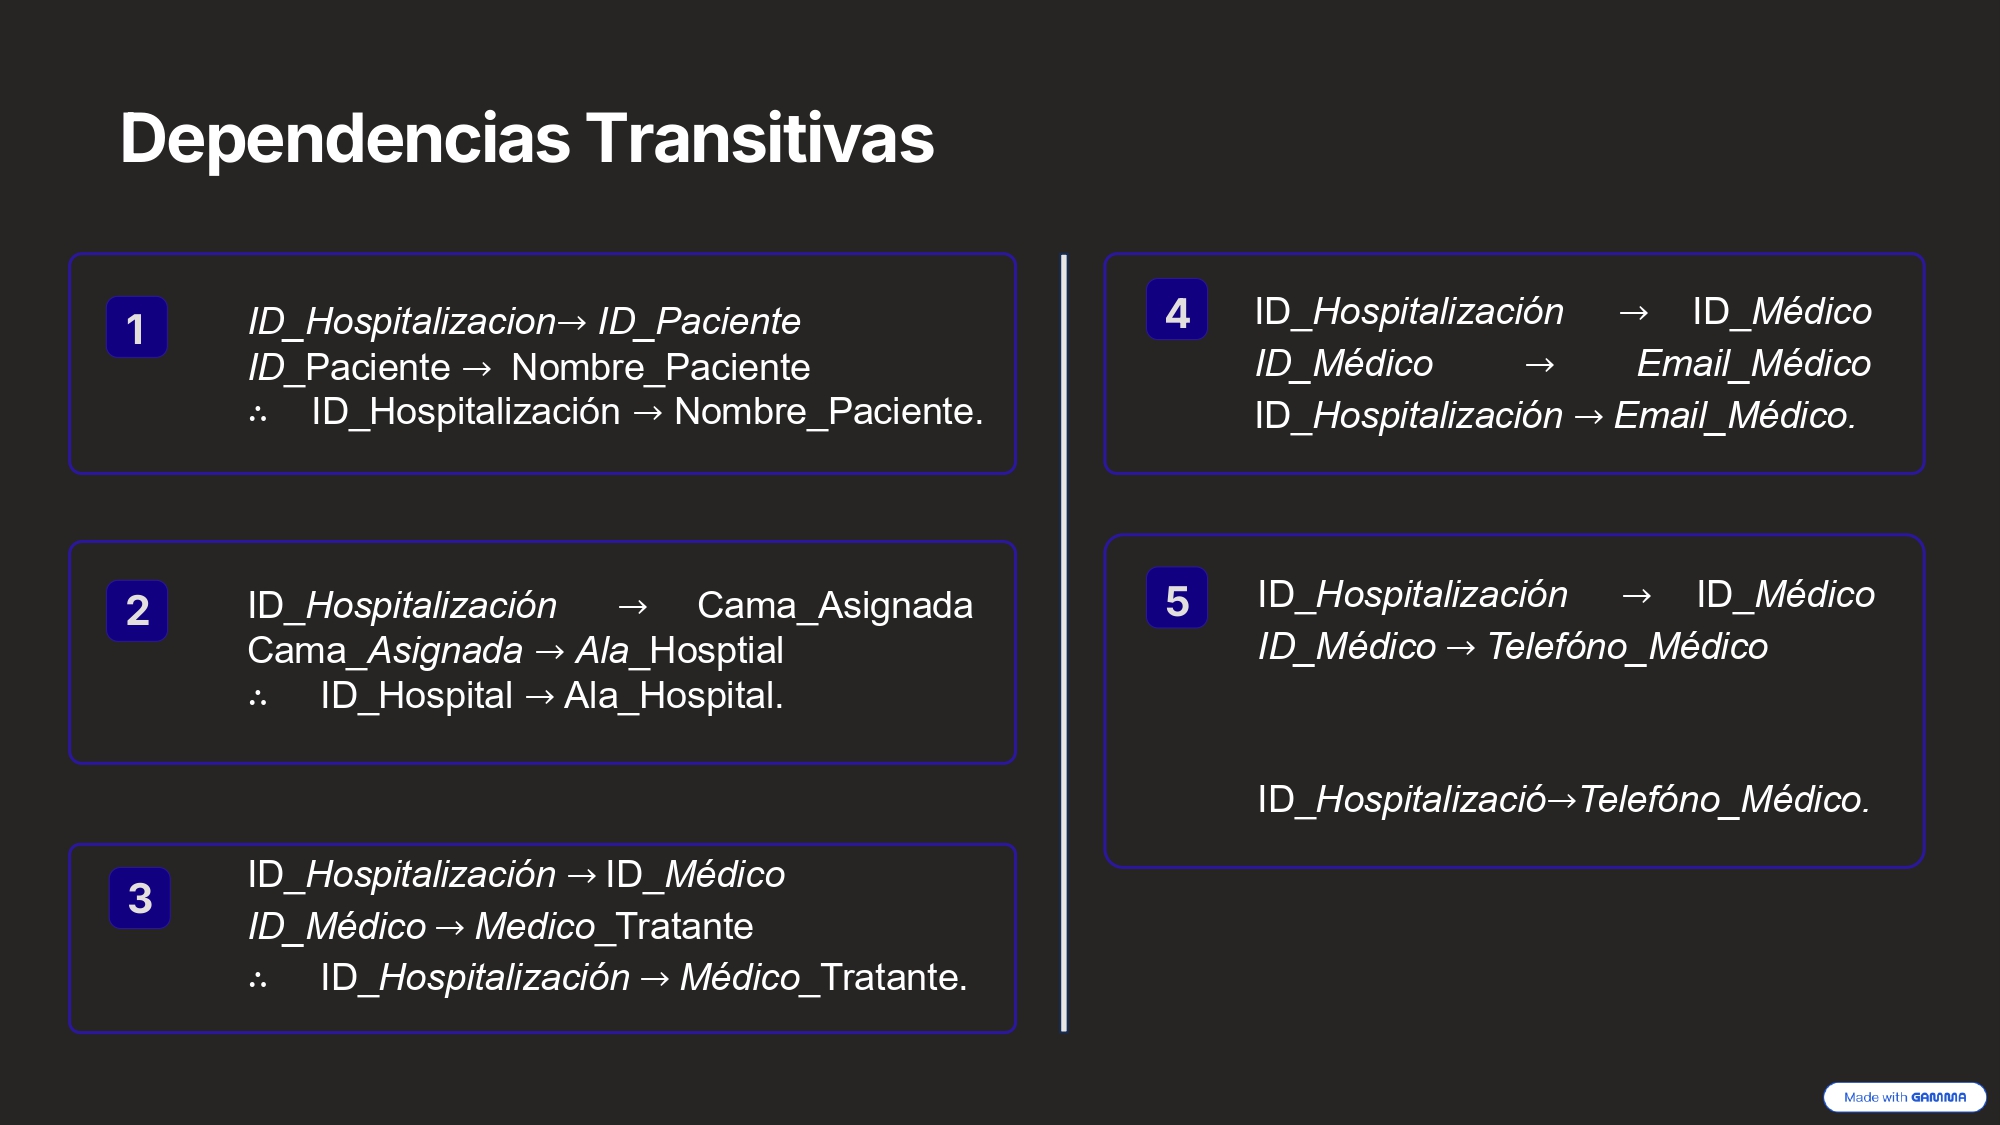 Dependencias Transitivas
1
ID_Hospitalizacion→ ID_Paciente
ID_Paciente → Nombre_Paciente
∴ ID_Hospitalización → Nombre_Paciente.
2
ID_Hospitalización → Cama_Asignada
Cama_Asignada → Ala_Hosptial
∴ ID_Hospital → Ala_Hospital.
3
ID_Hospitalización → ID_Médico
ID_Médico → Medico_Tratante
∴ ID_Hospitalización → Médico_Tratante.
4
ID_Hospitalización → ID_Médico
ID_Médico → Email_Médico
ID_Hospitalización → Email_Médico.
5
ID_Hospitalización → ID_Médico
ID_Médico → Telefóno_Médico
ID_Hospitalizació→Telefóno_Médico.
Made with GAMMA